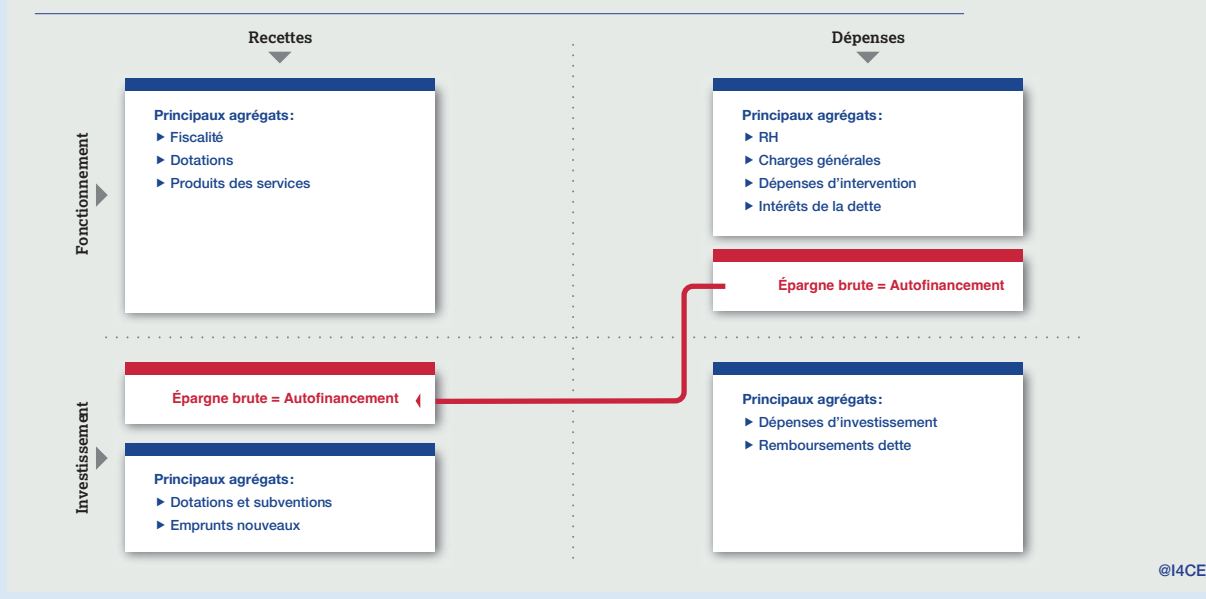 Recettes
Dépenses
Fonctionnement
Principaux agrégats :
▶ Fiscalité
▶ Dotations
▶ Produits des services
Principaux agrégats :
▶ RH
▶ Charges générales
▶ Dépenses d’intervention
▶ Intérêts de la dette
Épargne brute = Autofinancement
Investissement
Épargne brute = Autofinancement
Principaux agrégats :
▶ Dotations et subventions
▶ Emprunts nouveaux
Principaux agrégats :
▶ Dépenses d’investissement
▶ Remboursements dette
@I4CE